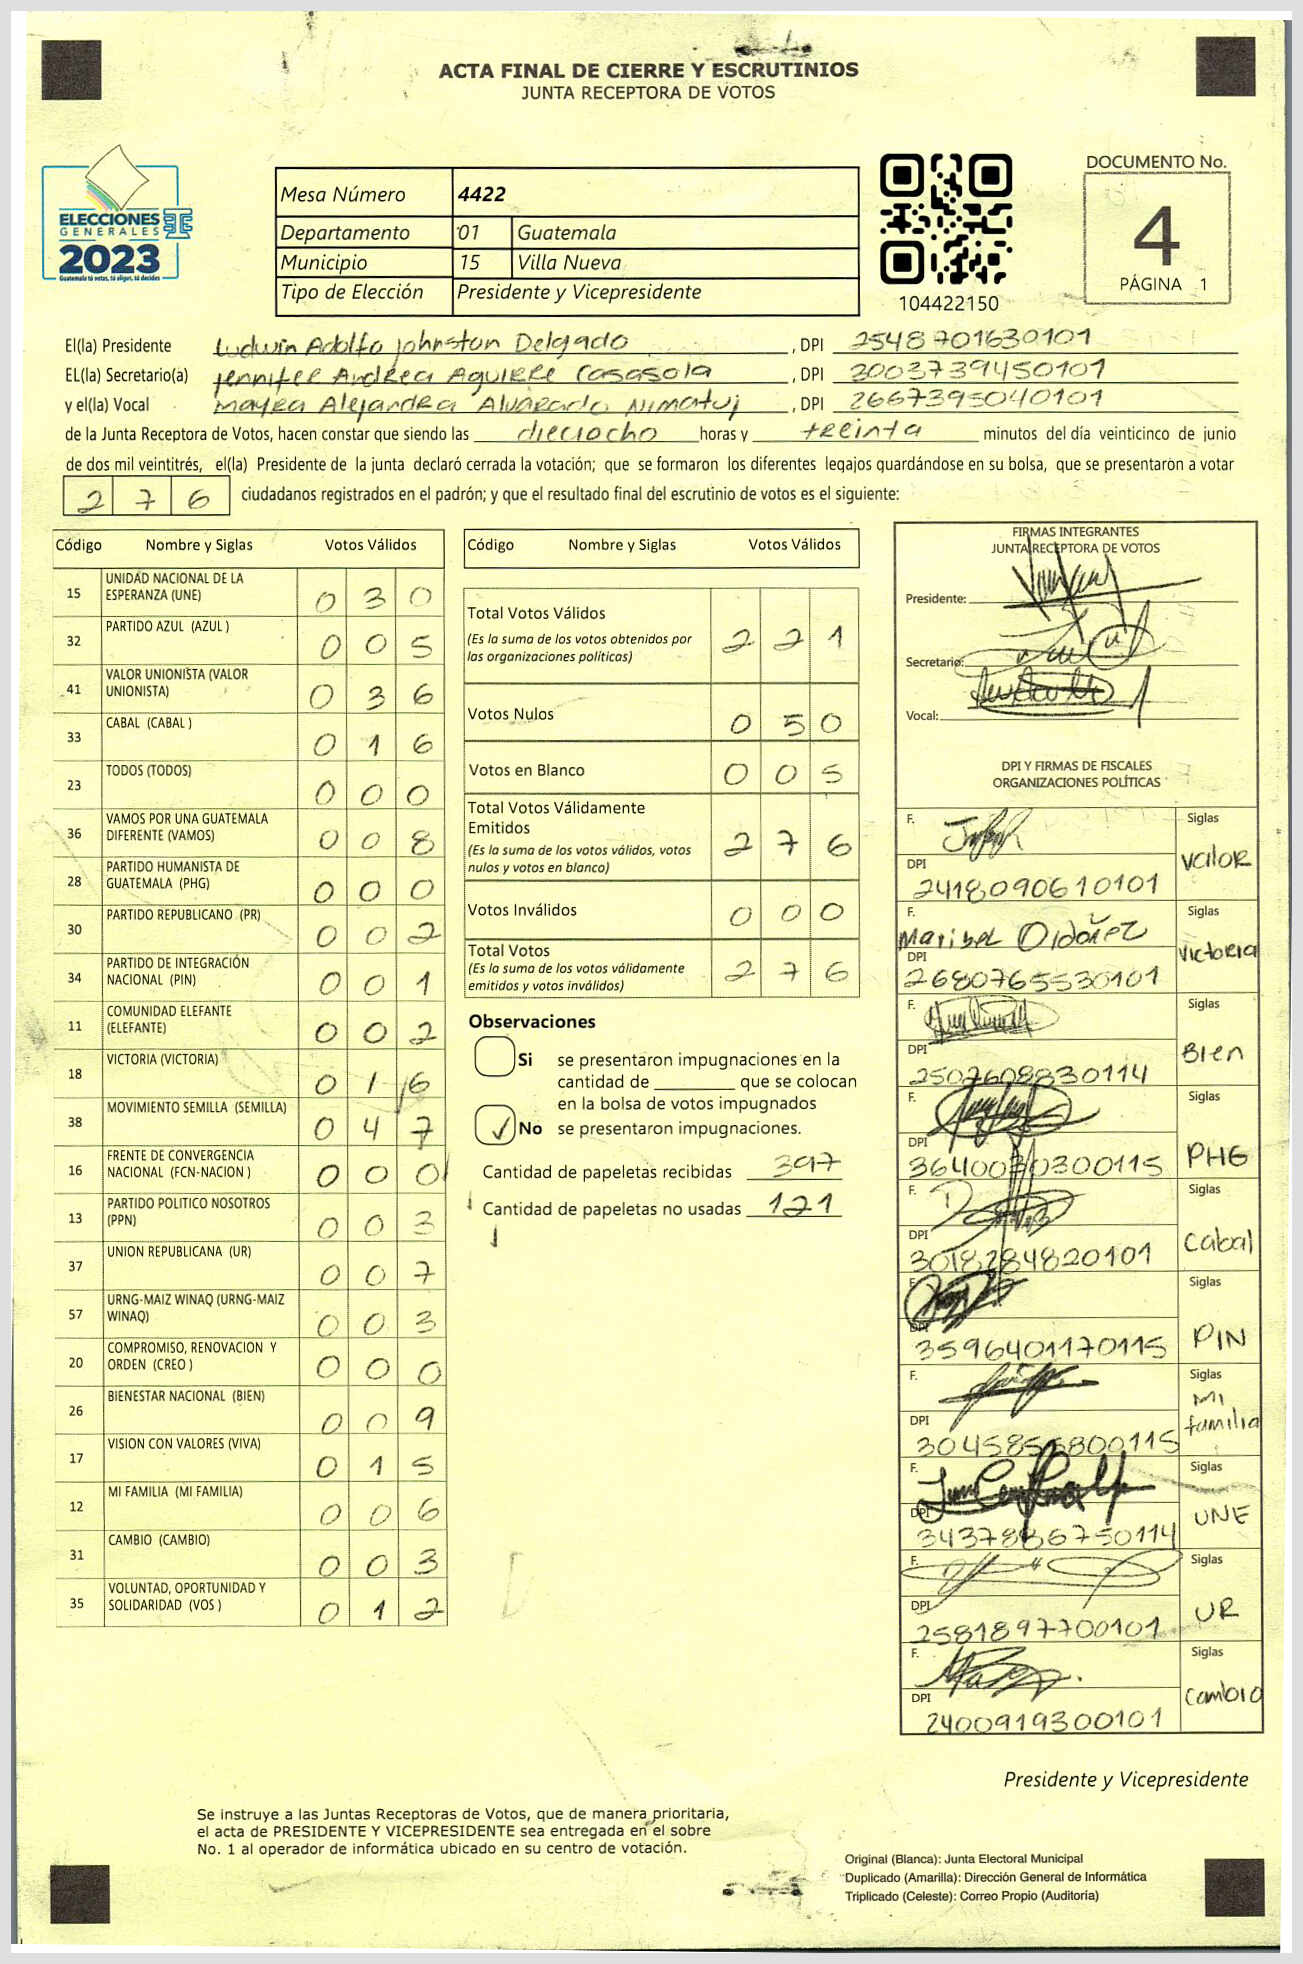 ACTA FINAL DE CIERRE Y ESCRUTINIOS
JUNTA RECEPTORA DE VOTOS
ELECCIONES
GENERALES
2023
Guatemala tú votas, tú eliges, tú decides
Mesa Número 4422
Departamento 01 Guatemala
Municipio 15 Villa Nueva
Tipo de Elección Presidente y Vicepresidente
104422150
DOCUMENTO No.
4
PÁGINA 1
El(la) Presidente Ludwin Adolfo Johnston Delgado , DPI 2548701630101
EL(la) Secretario(a) Jennifer Andrea Aguirre Casasola , DPI 3003739450101
y el(la) Vocal Mayra Alejandra Alvarado Nimatuj , DPI 2667395040101
de la Junta Receptora de Votos, hacen constar que siendo las dieciocho horas y treinta minutos del día veinticinco de junio
de dos mil veintitrés, el(la) Presidente de la junta declaró cerrada la votación; que se formaron los diferentes legajos guardándose en su bolsa, que se presentaron a votar
2 7 6 ciudadanos registrados en el padrón; y que el resultado final del escrutinio de votos es el siguiente:
Código Nombre y Siglas Votos Válidos
15 UNIDAD NACIONAL DE LA ESPERANZA (UNE) 0 3 0
32 PARTIDO AZUL (AZUL ) 0 0 5
41 VALOR UNIONISTA (VALOR UNIONISTA) 0 3 6
33 CABAL (CABAL ) 0 1 6
23 TODOS (TODOS) 0 0 0
36 VAMOS POR UNA GUATEMALA DIFERENTE (VAMOS) 0 0 8
28 PARTIDO HUMANISTA DE GUATEMALA (PHG) 0 0 0
30 PARTIDO REPUBLICANO (PR) 0 0 2
34 PARTIDO DE INTEGRACIÓN NACIONAL (PIN) 0 0 1
11 COMUNIDAD ELEFANTE (ELEFANTE) 0 0 2
18 VICTORIA (VICTORIA) 0 1 6
38 MOVIMIENTO SEMILLA (SEMILLA) 0 4 7
16 FRENTE DE CONVERGENCIA NACIONAL (FCN-NACION ) 0 0 0
13 PARTIDO POLITICO NOSOTROS (PPN) 0 0 3
37 UNION REPUBLICANA (UR) 0 0 7
57 URNG-MAIZ WINAQ (URNG-MAIZ WINAQ) 0 0 3
20 COMPROMISO, RENOVACION Y ORDEN (CREO ) 0 0 0
26 BIENESTAR NACIONAL (BIEN) 0 0 9
17 VISION CON VALORES (VIVA) 0 1 5
12 MI FAMILIA (MI FAMILIA) 0 0 6
31 CAMBIO (CAMBIO) 0 0 3
35 VOLUNTAD, OPORTUNIDAD Y SOLIDARIDAD (VOS ) 0 1 2
Código Nombre y Siglas Votos Válidos
Total Votos Válidos 2 2 1
(Es la suma de los votos obtenidos por
las organizaciones políticas)
Votos Nulos 0 5 0
Votos en Blanco 0 0 5
Total Votos Válidamente
Emitidos 2 7 6
(Es la suma de los votos válidos, votos
nulos y votos en blanco)
Votos Inválidos 0 0 0
Total Votos 2 7 6
(Es la suma de los votos válidamente
emitidos y votos inválidos)
Observaciones
Si se presentaron impugnaciones en la
cantidad de ________ que se colocan
en la bolsa de votos impugnados
✓ No se presentaron impugnaciones.
Cantidad de papeletas recibidas 397
Cantidad de papeletas no usadas 121
FIRMAS INTEGRANTES
JUNTA RECEPTORA DE VOTOS
Presidente:
Secretario:
Vocal:
DPI Y FIRMAS DE FISCALES
ORGANIZACIONES POLÍTICAS
F. Siglas
DPI 2418090610101 Valor
F. Maribel Ordóñez Siglas
DPI 2680765530101 Victoria
F. Siglas
DPI 2507608830114 Bien
F. Siglas
DPI PHG
F. Siglas
DPI 3018284820101 Cabal
F. Siglas
DPI 3596401170115 PIN
F. Siglas
DPI Mi familia
F. Siglas
DPI UNE
F. Siglas
DPI 2581897700101 UR
F. Siglas
DPI 2400919300101 Cambio
Presidente y Vicepresidente
Se instruye a las Juntas Receptoras de Votos, que de manera prioritaria,
el acta de PRESIDENTE Y VICEPRESIDENTE sea entregada en el sobre
No. 1 al operador de informática ubicado en su centro de votación.
Original (Blanca): Junta Electoral Municipal
Duplicado (Amarilla): Dirección General de Informática
Triplicado (Celeste): Correo Propio (Auditoría)